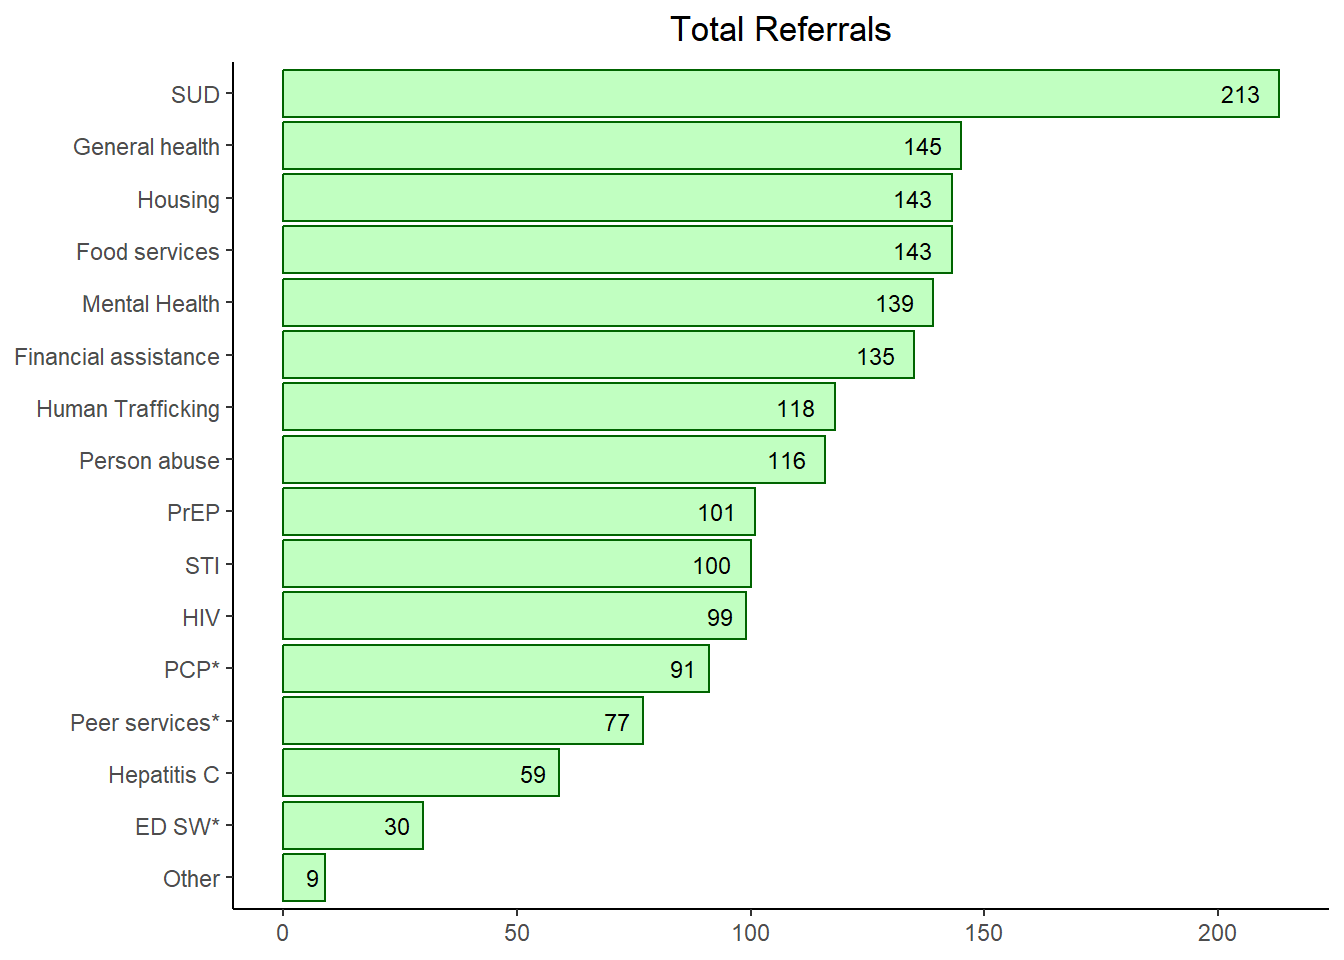 Total Referrals
SUD 213
General health 145
Housing 143
Food services 143
Mental Health 139
Financial assistance 135
Human Trafficking 118
Person abuse 116
PrEP 101
STI 100
HIV 99
PCP* 91
Peer services* 77
Hepatitis C 59
ED SW* 30
Other 9
0 50 100 150 200